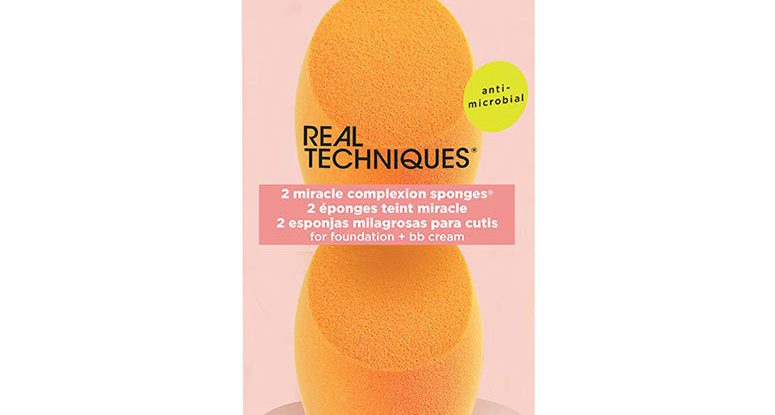 anti-
microbial
REAL
TECHNIQUES®
2 miracle complexion sponges®
2 éponges teint miracle
2 esponjas milagrosas para cutis
for foundation + bb cream